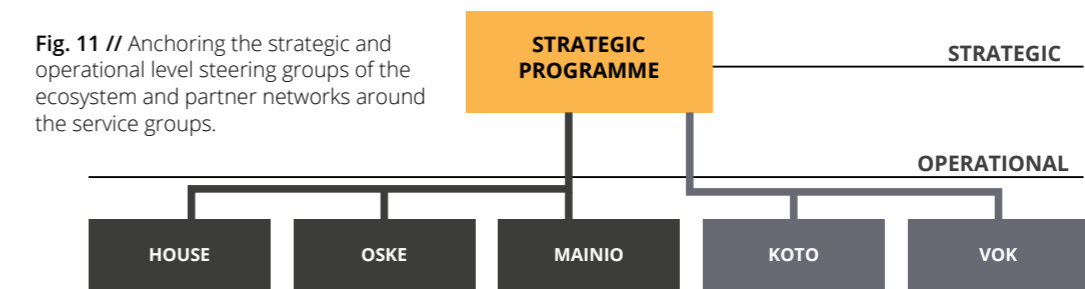 Fig. 11 // Anchoring the strategic and
operational level steering groups of the
ecosystem and partner networks around
the service groups.
STRATEGIC
PROGRAMME
STRATEGIC
OPERATIONAL
HOUSE
OSKE
MAINIO
KOTO
VOK